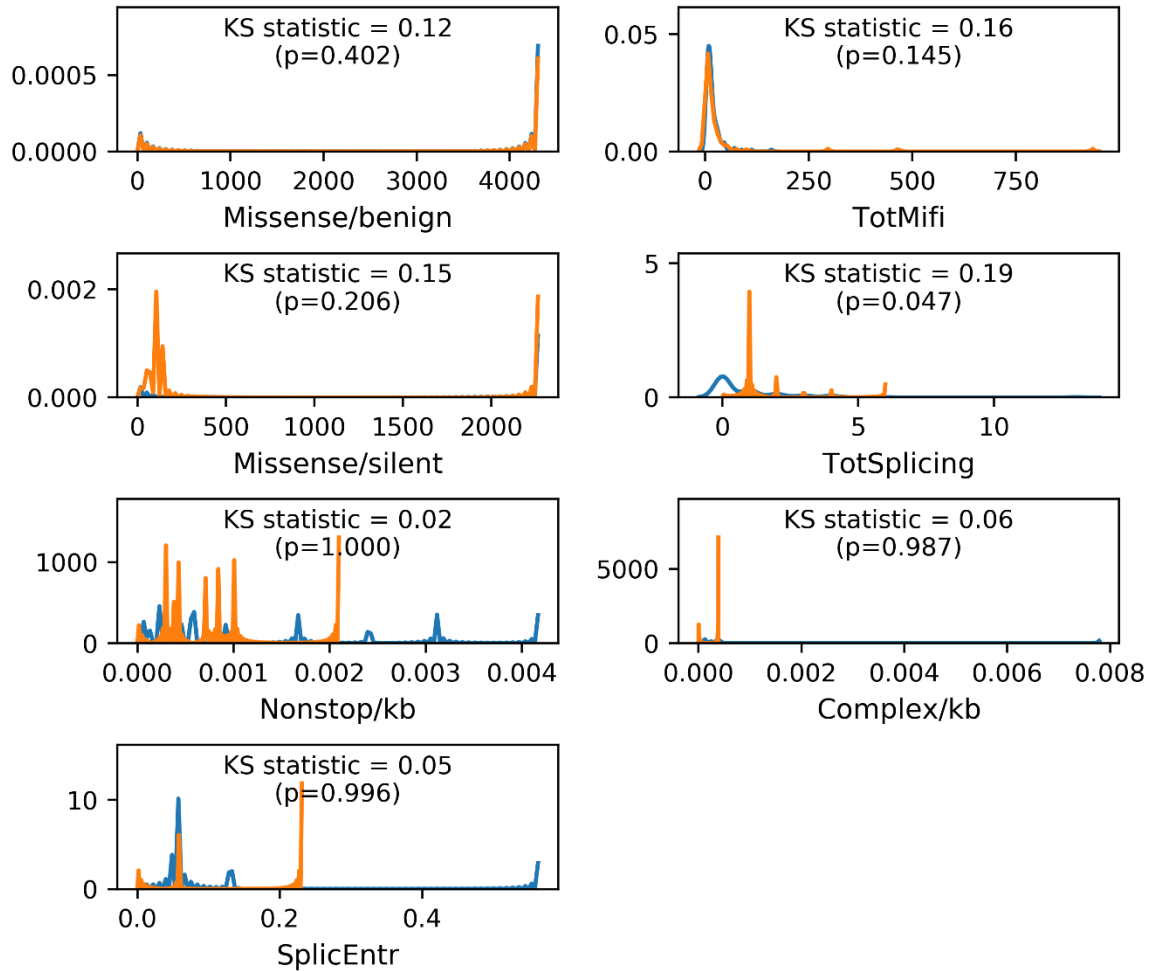 KS statistic = 0.12
(p=0.402)
0.0005
0.0000
0 1000 2000 3000 4000
Missense/benign
KS statistic = 0.16
(p=0.145)
0.05
0.00
0 250 500 750
TotMifi
KS statistic = 0.15
(p=0.206)
0.002
0.000
0 500 1000 1500 2000
Missense/silent
KS statistic = 0.19
(p=0.047)
5
0
0 5 10
TotSplicing
KS statistic = 0.02
(p=1.000)
1000
0
0.000 0.001 0.002 0.003 0.004
Nonstop/kb
KS statistic = 0.06
(p=0.987)
5000
0
0.000 0.002 0.004 0.006 0.008
Complex/kb
KS statistic = 0.05
(p=0.996)
10
0
0.0 0.2 0.4
SplicEntr